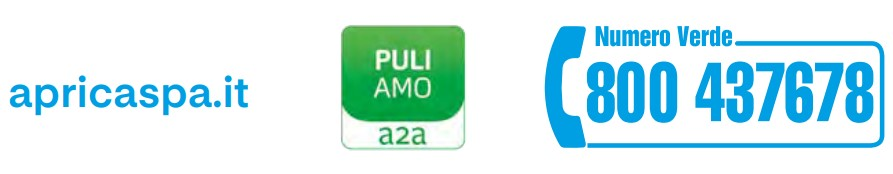 apricaspa.it
PULI
AMO
a2a
Numero Verde
800 437678